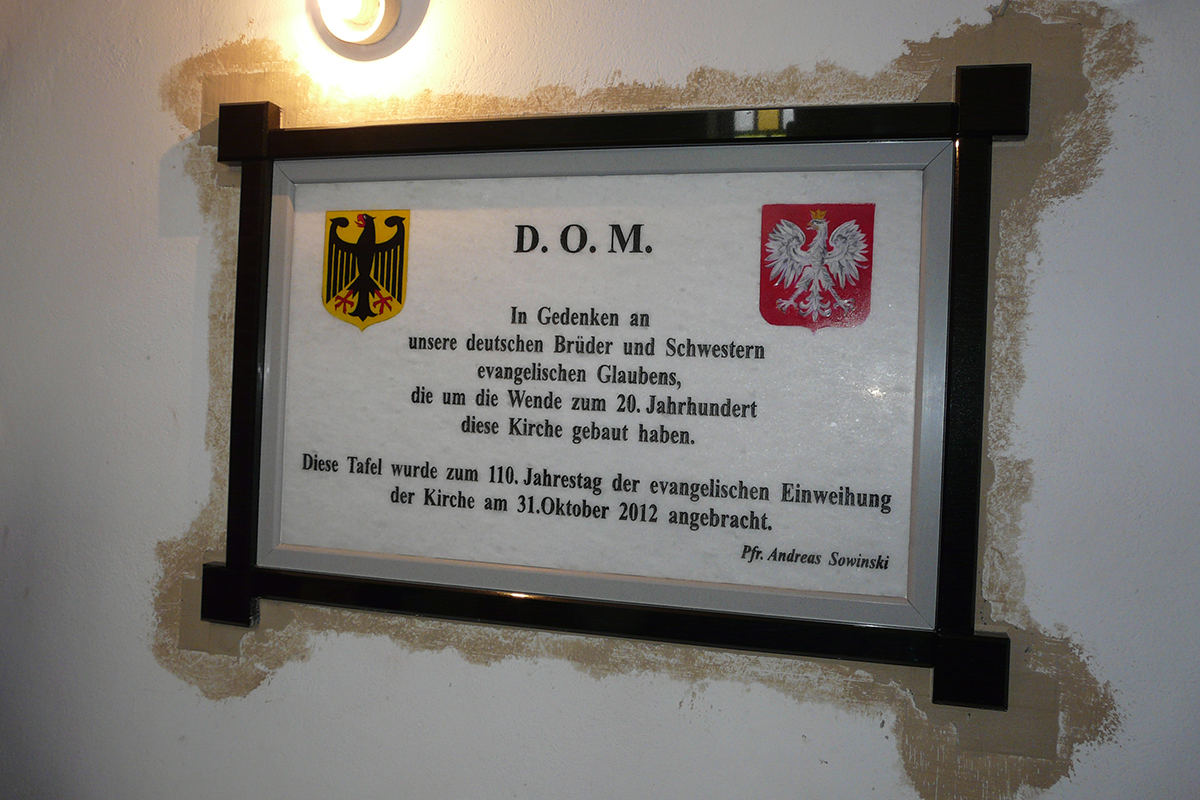 D. O. M.
In Gedenken an
unsere deutschen Brüder und Schwestern
evangelischen Glaubens,
die um die Wende zum 20. Jahrhundert
diese Kirche gebaut haben.
Diese Tafel wurde zum 110. Jahrestag der evangelischen Einweihung
der Kirche am 31.Oktober 2012 angebracht.
Pfr. Andreas Sowinski